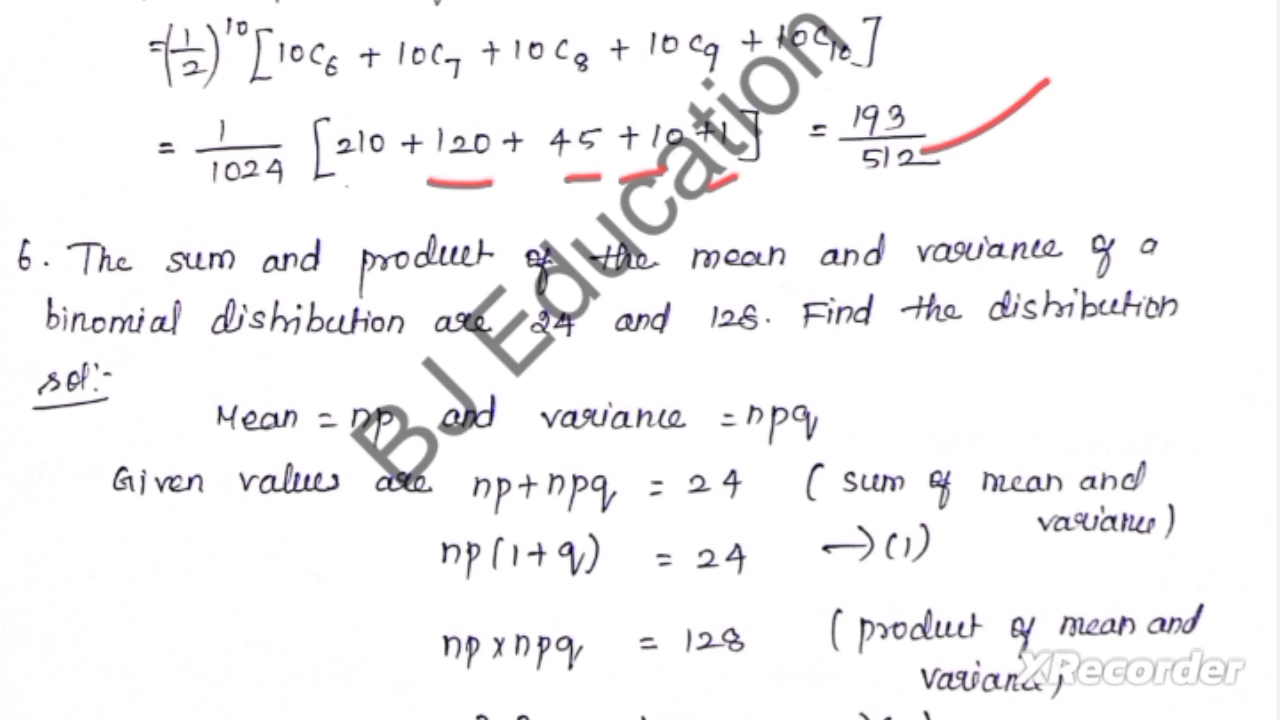 =(1/2)^10 [10C6 + 10C7 + 10C8 + 10C9 + 10C10]
= 1/1024 [210 + 120 + 45 + 10 + 1] = 193/512
6. The sum and product of the mean and variance of a
binomial distribution are 24 and 128. Find the distribution
sol:-
Mean = np and variance = npq
Given values are np + npq = 24 (sum of mean and variance)
np(1+q) = 24 →(1)
np x npq = 128 (product of mean and variance)
BJ Education
XRecorder